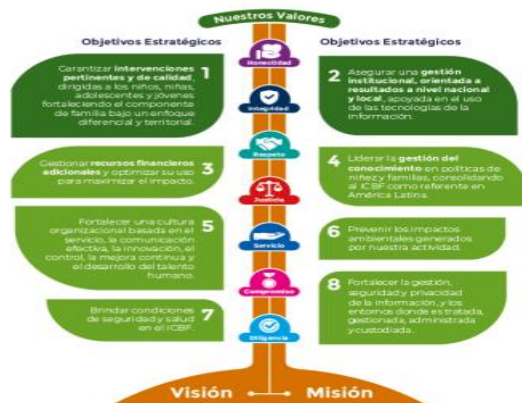 Nuestros Valores
Objetivos Estratégicos
Objetivos Estratégicos
Honestidad
1
Garantizar intervenciones
pertinentes y de calidad,
dirigidas a los niños, niñas,
adolescentes y jóvenes
fortaleciendo el componente
de familia bajo un enfoque
diferencial y territorial.
2
Asegurar una gestión
institucional, orientada a
resultados a nivel nacional
y local, apoyada en el uso
de las tecnologías de la
información.
Integridad
Respeto
Gestionar recursos financieros
adicionales y optimizar su uso
para maximizar el impacto.
3
4
Liderar la gestión del
conocimiento en políticas de
niñez y familias, consolidando
al ICBF como referente en
América Latina.
Justicia
Fortalecer una cultura
organizacional basada en el
servicio, la comunicación
efectiva, la innovación, el
control, la mejora continua y
el desarrollo del talento
humano.
5
Servicio
6
Prevenir los impactos
ambientales generados
por nuestra actividad.
Compromiso
Brindar condiciones
de seguridad y salud
en el ICBF.
7
8
Fortalecer la gestión,
seguridad y privacidad
de la información, y los
entornos donde es tratada,
gestionada, administrada
y custodiada.
Diligencia
Visión
Misión